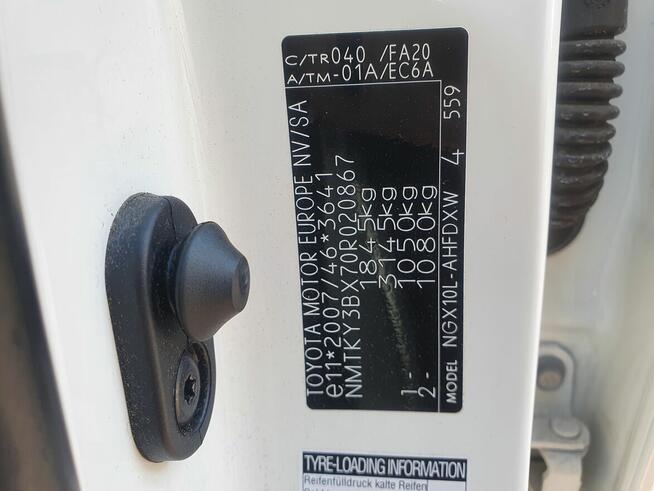 C/TR040 /FA20
A/TM-01A/EC6A
TOYOTA MOTOR EUROPE NV/SA
e11*2007/46*3641
NMTKY3BX70R020867
1845kg
3145kg
1- 1050kg
2- 1080kg
MODEL NGX10L-AHFDXW 4 559
TYRE-LOADING INFORMATION
Reifenfülldruck kalte Reifen